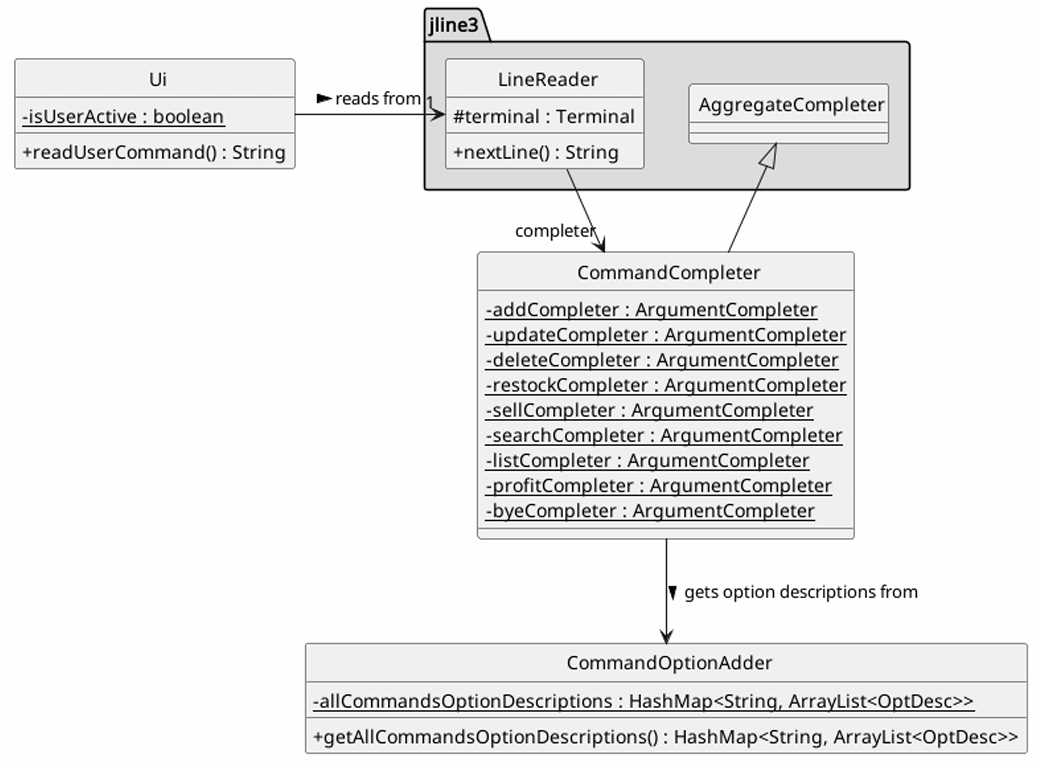 jline3
Ui
-isUserActive : boolean
+readUserCommand() : String
reads from
1
LineReader
#terminal : Terminal
+nextLine() : String
AggregateCompleter
completer
CommandCompleter
-addCompleter : ArgumentCompleter
-updateCompleter : ArgumentCompleter
-deleteCompleter : ArgumentCompleter
-restockCompleter : ArgumentCompleter
-sellCompleter : ArgumentCompleter
-searchCompleter : ArgumentCompleter
-listCompleter : ArgumentCompleter
-profitCompleter : ArgumentCompleter
-byeCompleter : ArgumentCompleter
gets option descriptions from
CommandOptionAdder
-allCommandsOptionDescriptions : HashMap<String, ArrayList<OptDesc>>
+getAllCommandsOptionDescriptions() : HashMap<String, ArrayList<OptDesc>>